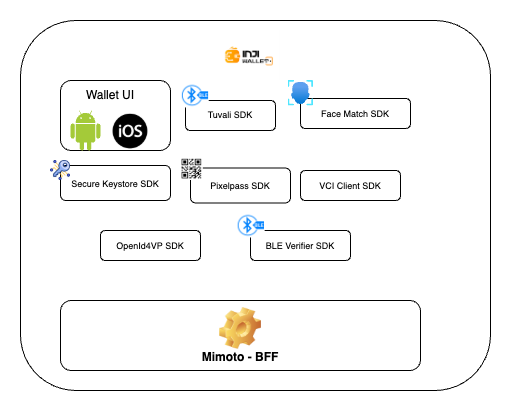 INJI
WALLET
Wallet UI
iOS
BLE
Tuvali SDK
Face Match SDK
Secure Keystore SDK
Pixelpass SDK
VCI Client SDK
OpenId4VP SDK
BLE
BLE Verifier SDK
Mimoto - BFF